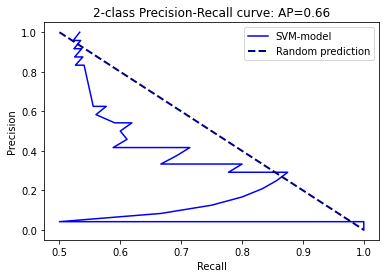 2-class Precision-Recall curve: AP=0.66
SVM-model
Random prediction
Precision
1.0
0.8
0.6
0.4
0.2
0.0
0.5
0.6
0.7
0.8
0.9
1.0
Recall